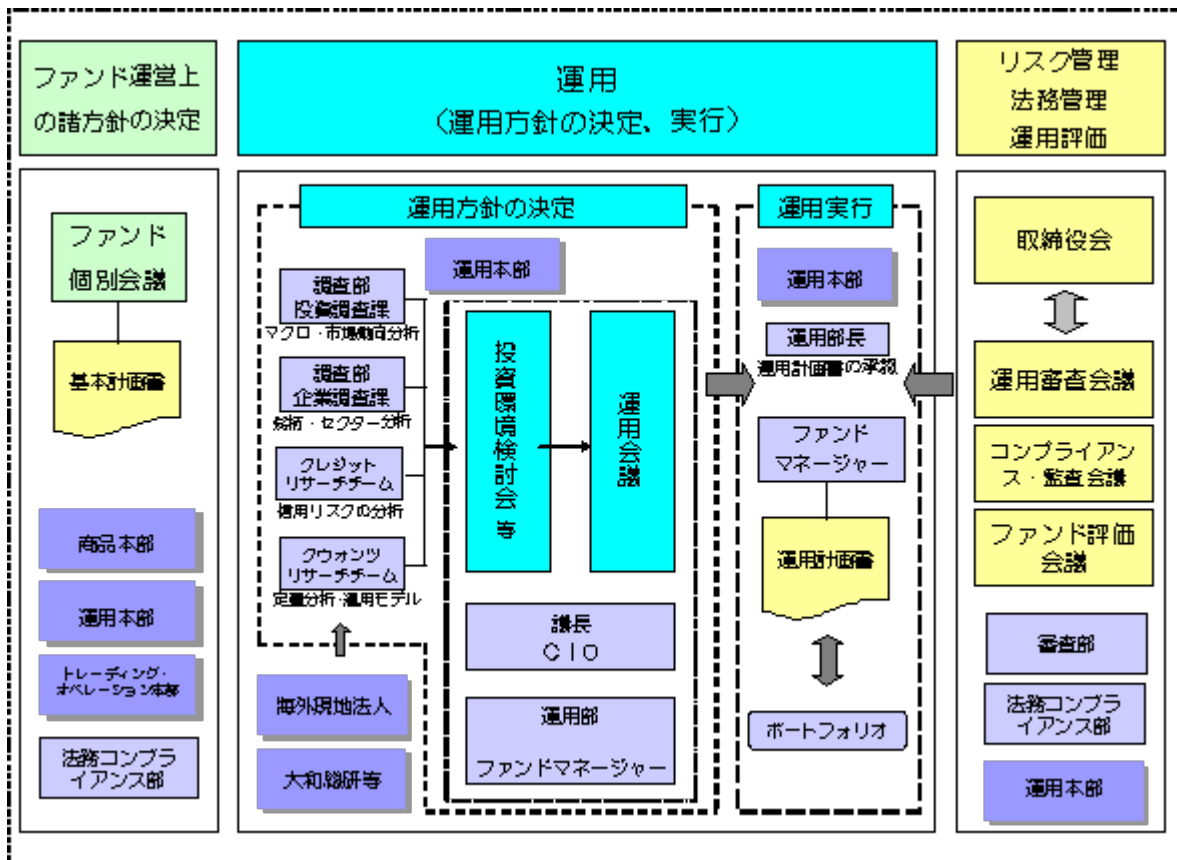 ファンド運営上
の諸方針の決定
運用
（運用方針の決定、実行）
リスク管理
法務管理
運用評価
ファンド
個別会議
基本計画書
商品本部
運用本部
トレーディング・
オペレーション本部
法務コンプラ
イアンス部
運用方針の決定
運用本部
調査部
投資調査課
マクロ・市場動向分析
調査部
企業調査課
銘柄・セクター分析
クレジット
リサーチチーム
信用リスクの分析
クウォンツ
リサーチチーム
定量分析・運用モデル
海外現地法人
大和総研等
投資環境検討会 等
運用会議
議長
ＣＩＯ
運用部
ファンドマネージャー
運用実行
運用本部
運用部長
運用計画書の承認
ファンド
マネージャー
運用計画書
ポートフォリオ
取締役会
運用審査会議
コンプライアン
ス・監査会議
ファンド評価
会議
審査部
法務コンプラ
イアンス部
運用本部